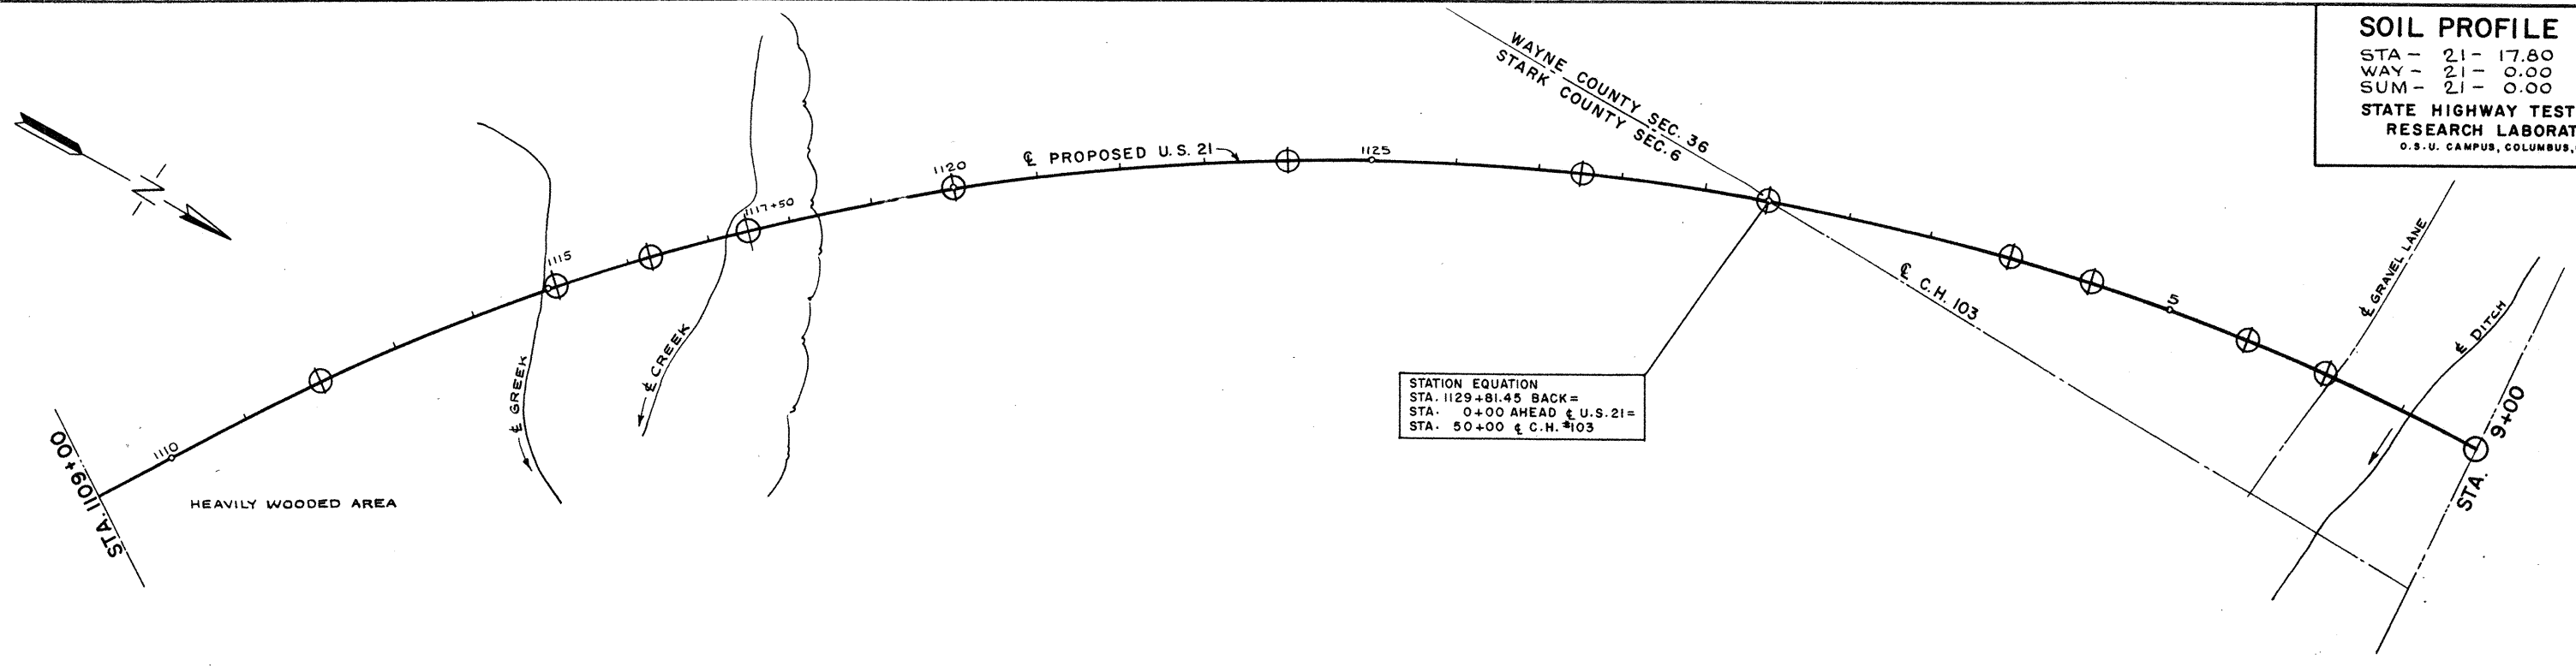 SOIL PROFILE
STA - 21 - 17.80
WAY - 21 - 0.00
SUM - 21 - 0.00
STATE HIGHWAY TEST
RESEARCH LABORAT
O.S.U. CAMPUS, COLUMBUS,
WAYNE COUNTY SEC. 36
STARK COUNTY SEC. 6
N
℄ PROPOSED U.S. 21
1110
1115
1117+50
1120
1125
5
℄ GREEK
℄ CREEK
℄ C.H. 103
℄ GRAVEL LANE
℄ DITCH
STATION EQUATION
STA. 1129+81.45 BACK=
STA. 0+00 AHEAD ℄ U.S. 21=
STA. 50+00 ℄ C.H. #103
STA. 1109+00
HEAVILY WOODED AREA
STA. 9+00